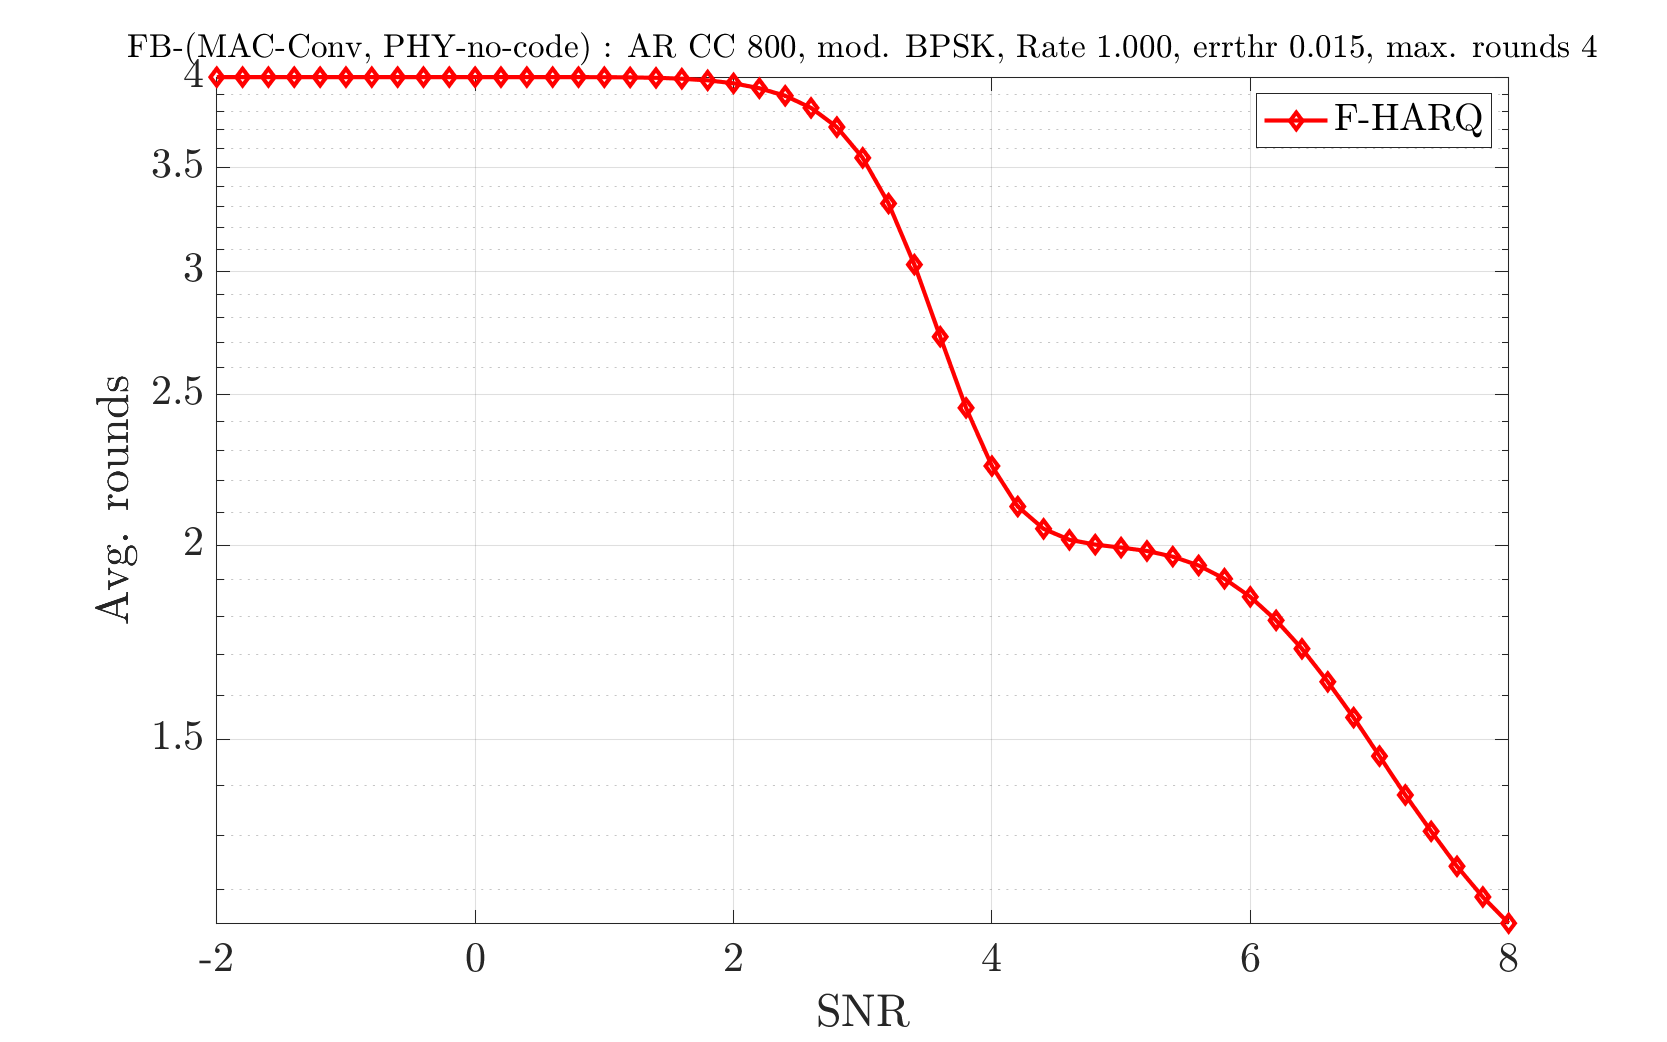 FB-(MAC-Conv, PHY-no-code) : AR CC 800, mod. BPSK, Rate 1.000, errthr 0.015, max. rounds 4
F-HARQ
4
3.5
3
2.5
2
1.5
Avg. rounds
-2 0 2 4 6 8
SNR